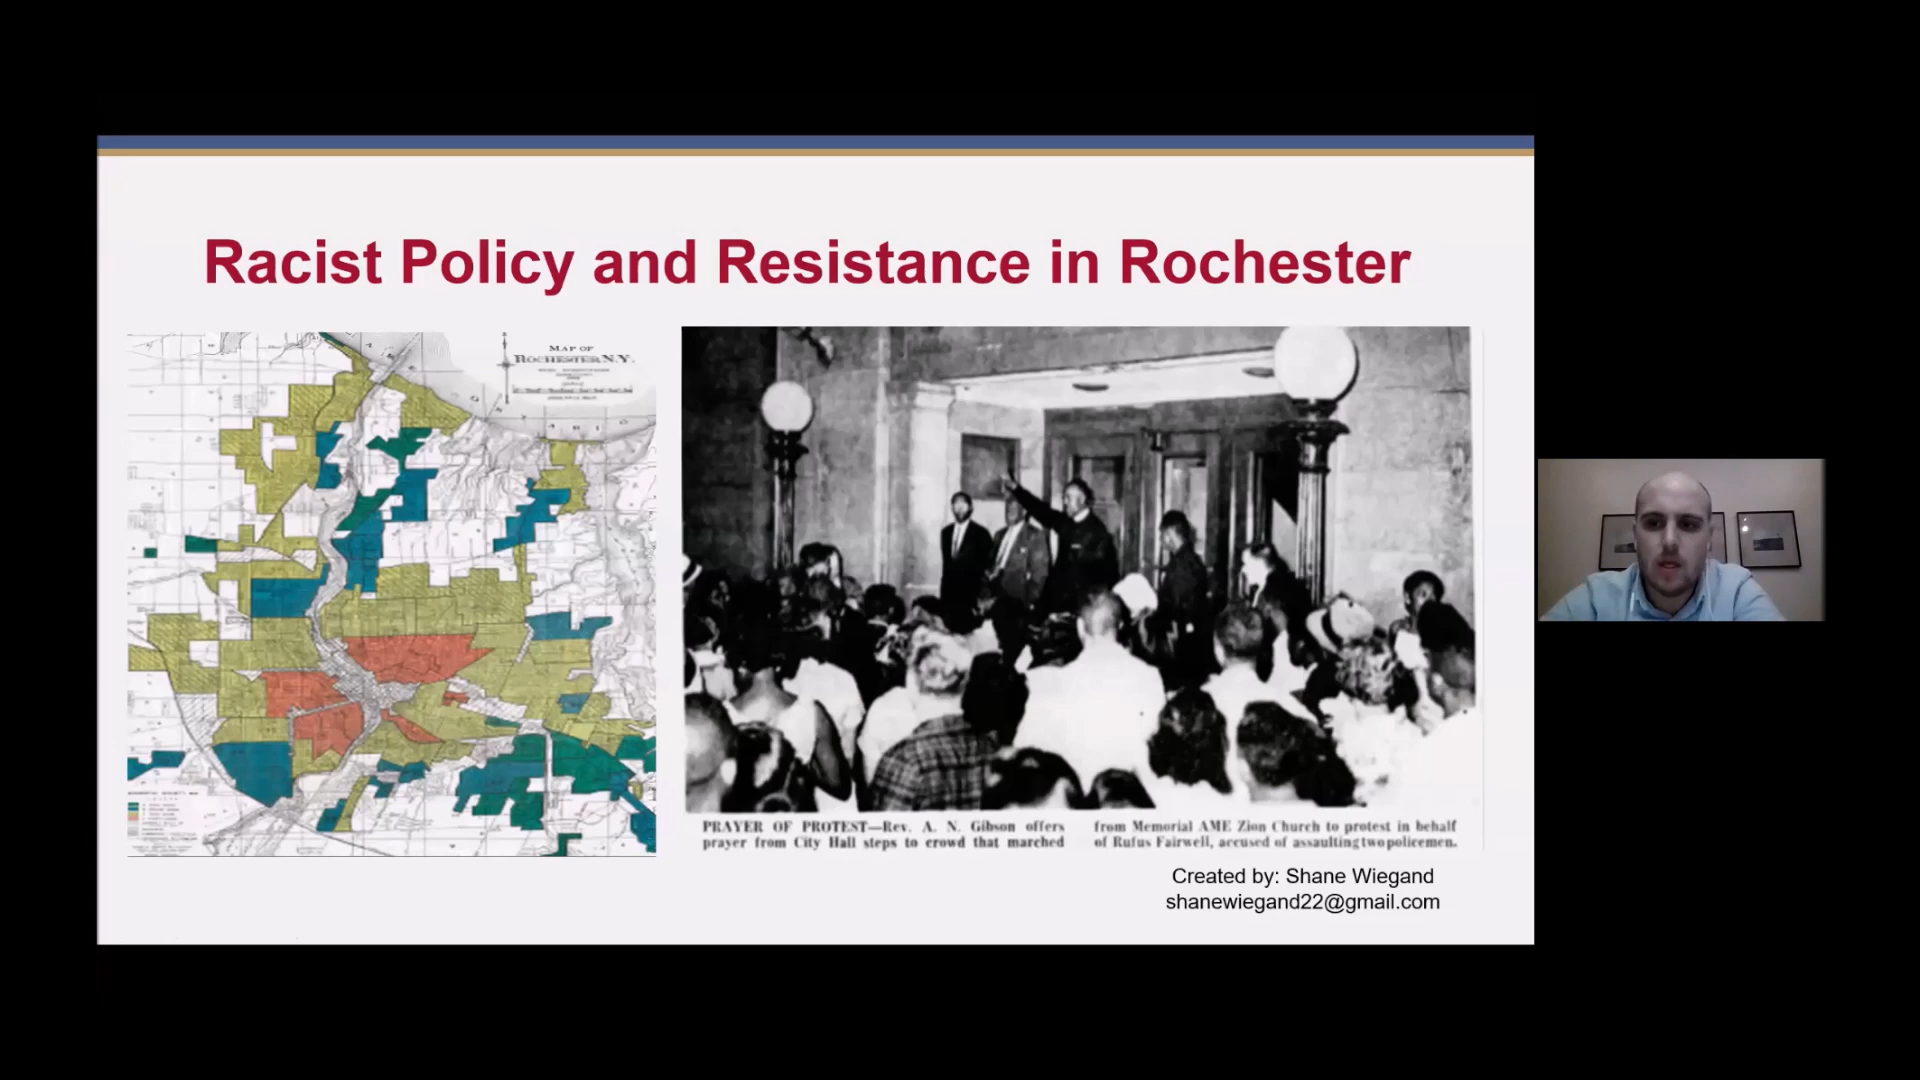 Racist Policy and Resistance in Rochester
MAP OF
ROCHESTER N.Y.
PRAYER OF PROTEST—Rev. A. N. Gibson offers
prayer from City Hall steps to crowd that marched
from Memorial AME Zion Church to protest in behalf
of Rufus Fairwell, accused of assaulting two policemen.
Created by: Shane Wiegand
shanewiegand22@gmail.com